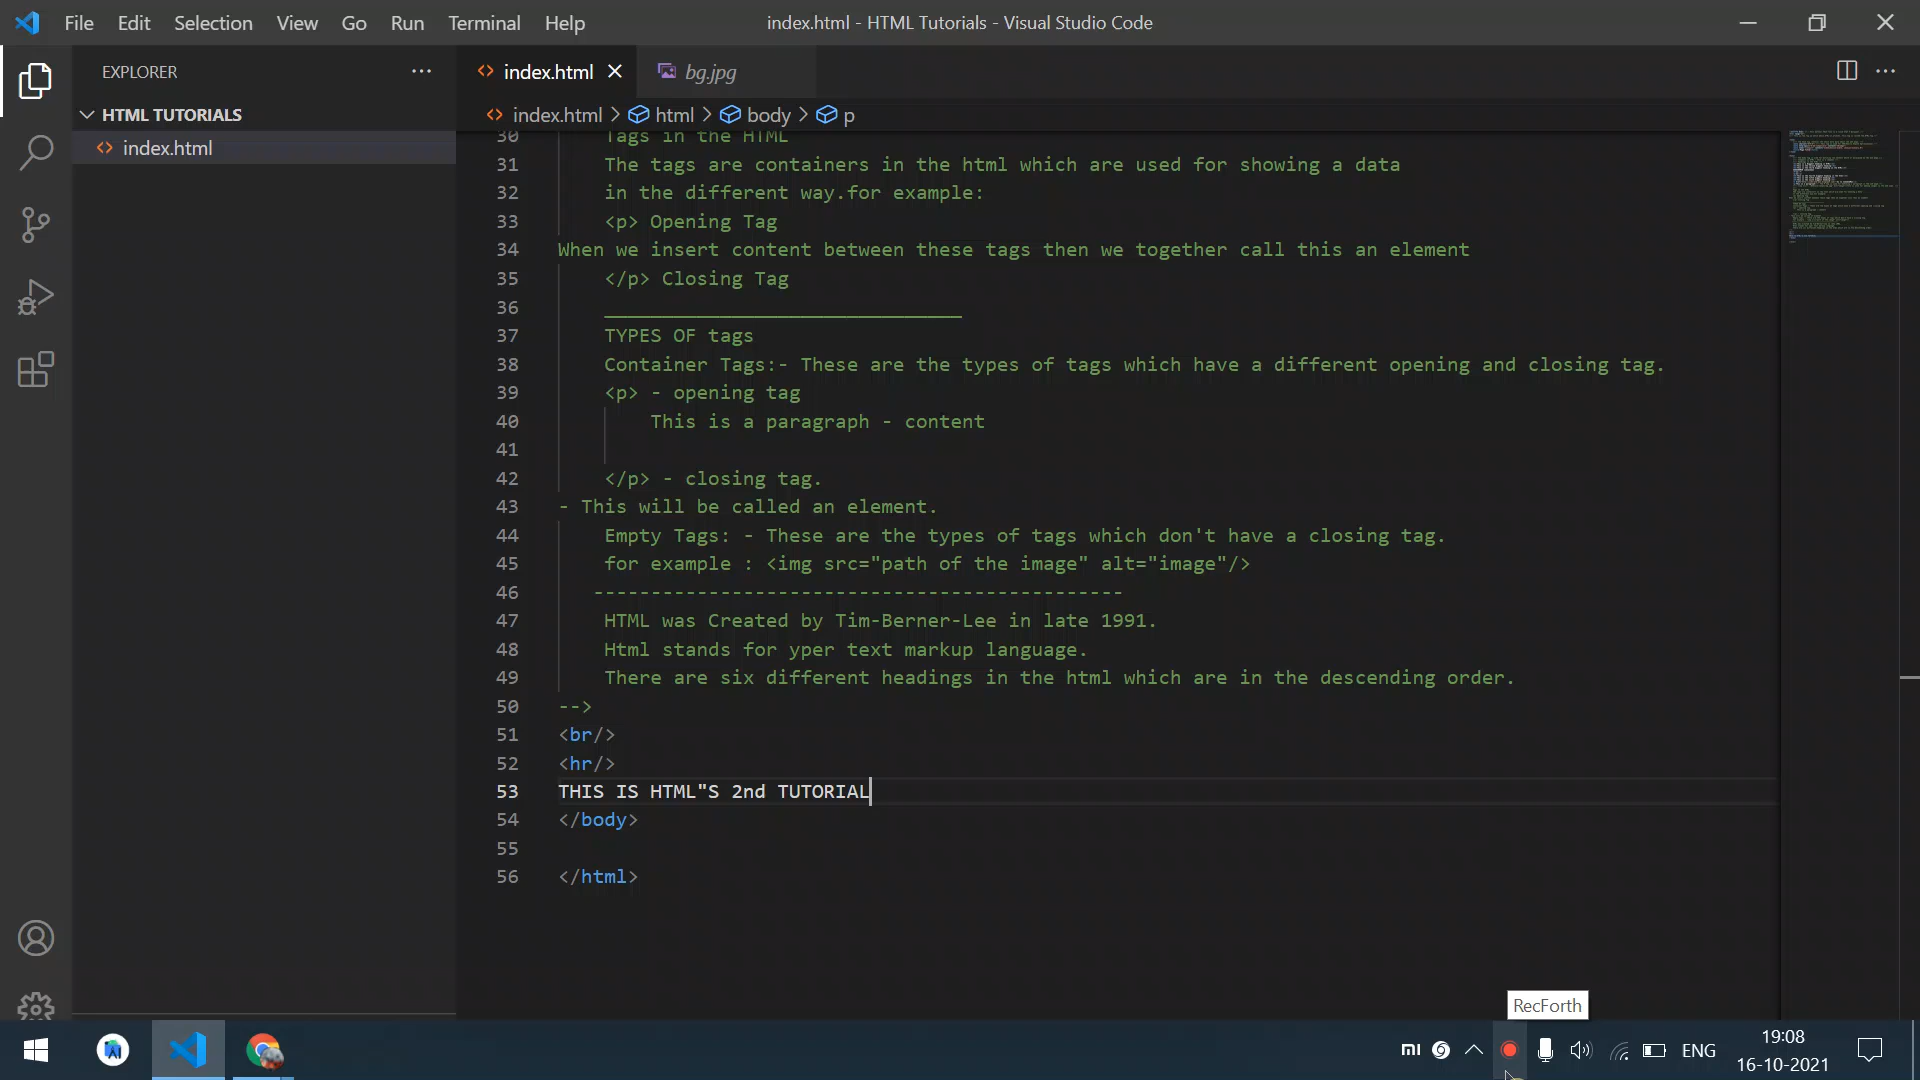 File Edit Selection View Go Run Terminal Help
index.html - HTML Tutorials - Visual Studio Code
EXPLORER
index.html
bg.jpg
HTML TUTORIALS
index.html
index.html > html > body > p
30 Tags in the HTML
31 The tags are containers in the html which are used for showing a data
32 in the different way.for example:
33 <p> Opening Tag
34 When we insert content between these tags then we together call this an element
35 </p> Closing Tag
36 _______________________________
37 TYPES OF tags
38 Container Tags:- These are the types of tags which have a different opening and closing tag.
39 <p> - opening tag
40 This is a paragraph - content
41
42 </p> - closing tag.
43 - This will be called an element.
44 Empty Tags: - These are the types of tags which don't have a closing tag.
45 for example : <img src="path of the image" alt="image"/>
46 ----------------------------------------------
47 HTML was Created by Tim-Berner-Lee in late 1991.
48 Html stands for yper text markup language.
49 There are six different headings in the html which are in the descending order.
50 -->
51 <br/>
52 <hr/>
53 THIS IS HTML"S 2nd TUTORIAL
54 </body>
55
56 </html>
RecForth
ENG
19:08
16-10-2021